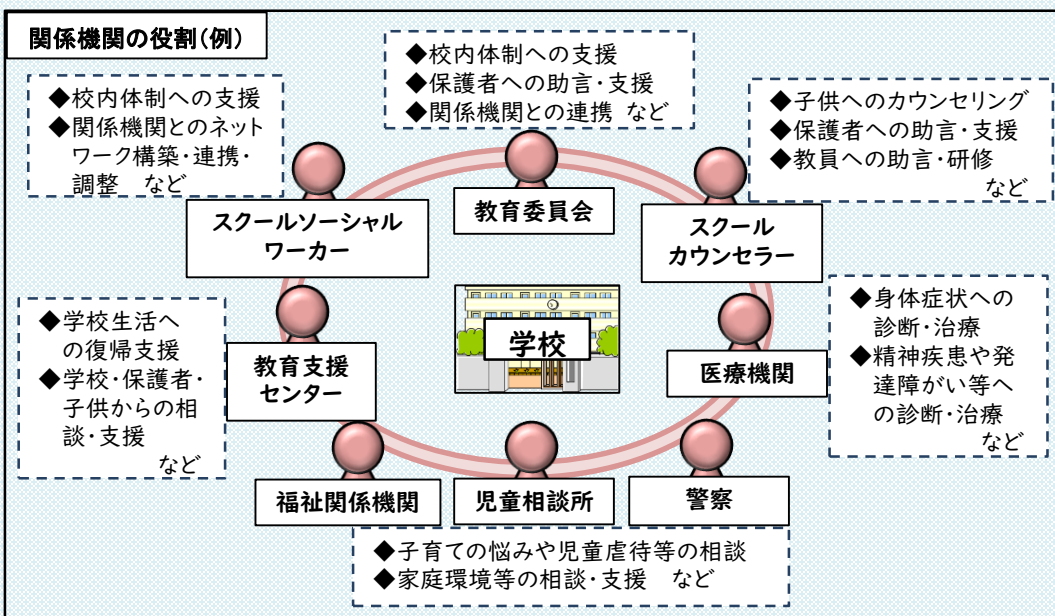 関係機関の役割(例)
◆校内体制への支援
◆保護者への助言・支援
◆関係機関との連携 など
◆校内体制への支援
◆関係機関とのネット
ワーク構築・連携・
調整 など
◆子供へのカウンセリング
◆保護者への助言・支援
◆教員への助言・研修
など
スクールソーシャル
ワーカー
教育委員会
スクール
カウンセラー
◆学校生活へ
の復帰支援
◆学校・保護者・
子供からの相
談・支援
など
教育支援
センター
学校
医療機関
◆身体症状への
診断・治療
◆精神疾患や発
達障がい等へ
の診断・治療
など
福祉関係機関
児童相談所
警察
◆子育ての悩みや児童虐待等の相談
◆家庭環境等の相談・支援 など